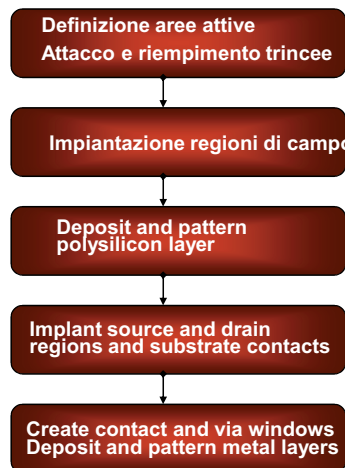 Definizione aree attive
Attacco e riempimento trincee
Impiantazione regioni di campo
Deposit and pattern
polysilicon layer
Implant source and drain
regions and substrate contacts
Create contact and via windows
Deposit and pattern metal layers